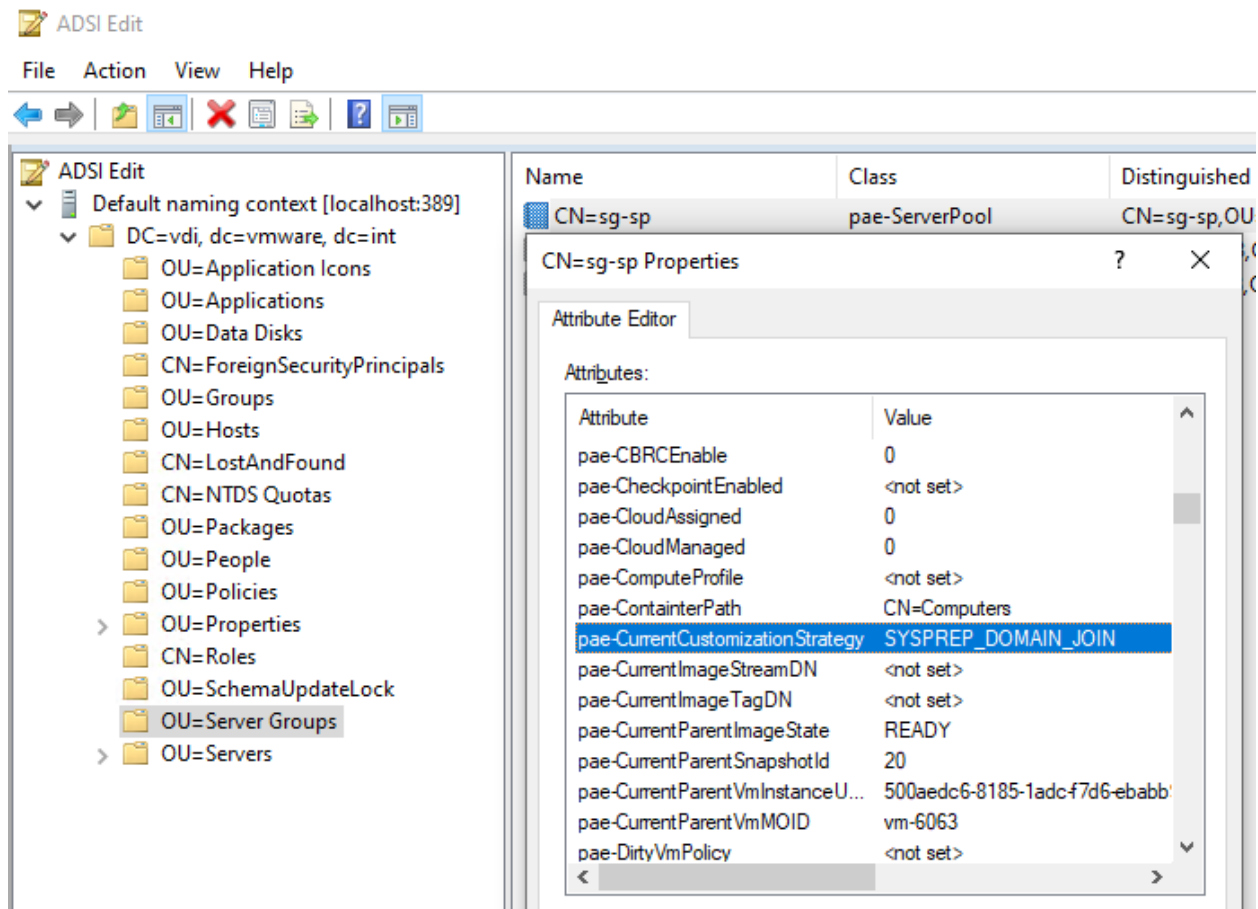 ADSI Edit
File Action View Help
ADSI Edit
Default naming context [localhost:389]
DC=vdi, dc=vmware, dc=int
OU=Application Icons
OU=Applications
OU=Data Disks
CN=ForeignSecurityPrincipals
OU=Groups
OU=Hosts
CN=LostAndFound
CN=NTDS Quotas
OU=Packages
OU=People
OU=Policies
OU=Properties
CN=Roles
OU=SchemaUpdateLock
OU=Server Groups
OU=Servers
Name Class Distinguished
CN=sg-sp pae-ServerPool CN=sg-sp,OU
CN=sg-sp Properties ?
Attribute Editor
Attributes:
Attribute Value
pae-CBRCEnable 0
pae-CheckpointEnabled <not set>
pae-CloudAssigned 0
pae-CloudManaged 0
pae-ComputeProfile <not set>
pae-ContainterPath CN=Computers
pae-CurrentCustomizationStrategy SYSPREP_DOMAIN_JOIN
pae-CurrentImageStreamDN <not set>
pae-CurrentImageTagDN <not set>
pae-CurrentParentImageState READY
pae-CurrentParentSnapshotId 20
pae-CurrentParentVmInstanceU... 500aedc6-8185-1adc-f7d6-ebabb
pae-CurrentParentVmMOID vm-6063
pae-DirtyVmPolicy <not set>